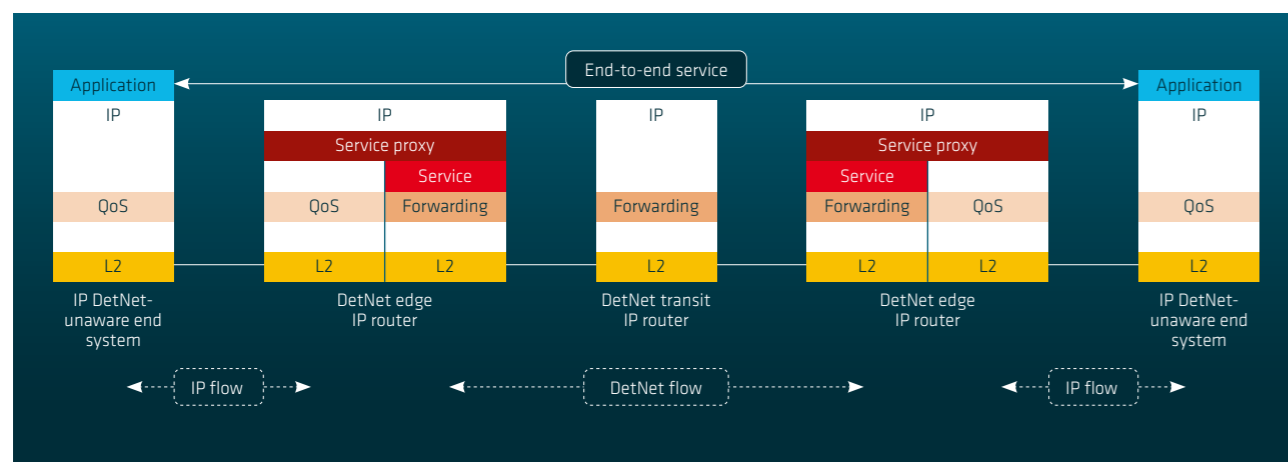 End-to-end service
Application
Application
IP
IP
IP
IP
IP
Service proxy
Service proxy
Service
Service
QoS
QoS
Forwarding
Forwarding
Forwarding
QoS
QoS
L2
L2
L2
L2
L2
L2
L2
IP DetNet-
unaware end
system
DetNet edge
IP router
DetNet transit
IP router
DetNet edge
IP router
IP DetNet-
unaware end
system
IP flow
DetNet flow
IP flow